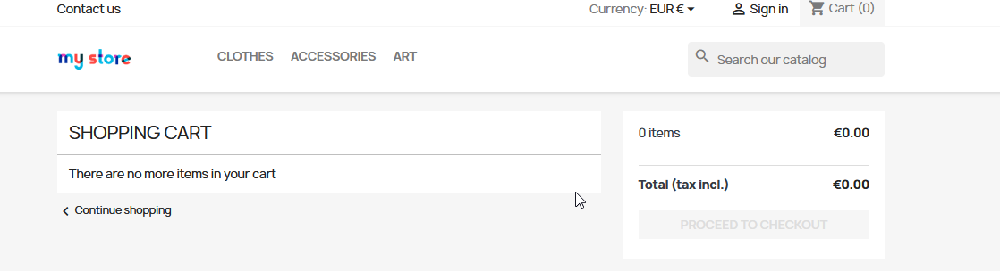 Contact us
Currency: EUR €
Sign in
Cart (0)
my store
CLOTHES ACCESSORIES ART
Search our catalog
SHOPPING CART
There are no more items in your cart
Continue shopping
0 items €0.00
Total (tax incl.) €0.00
PROCEED TO CHECKOUT